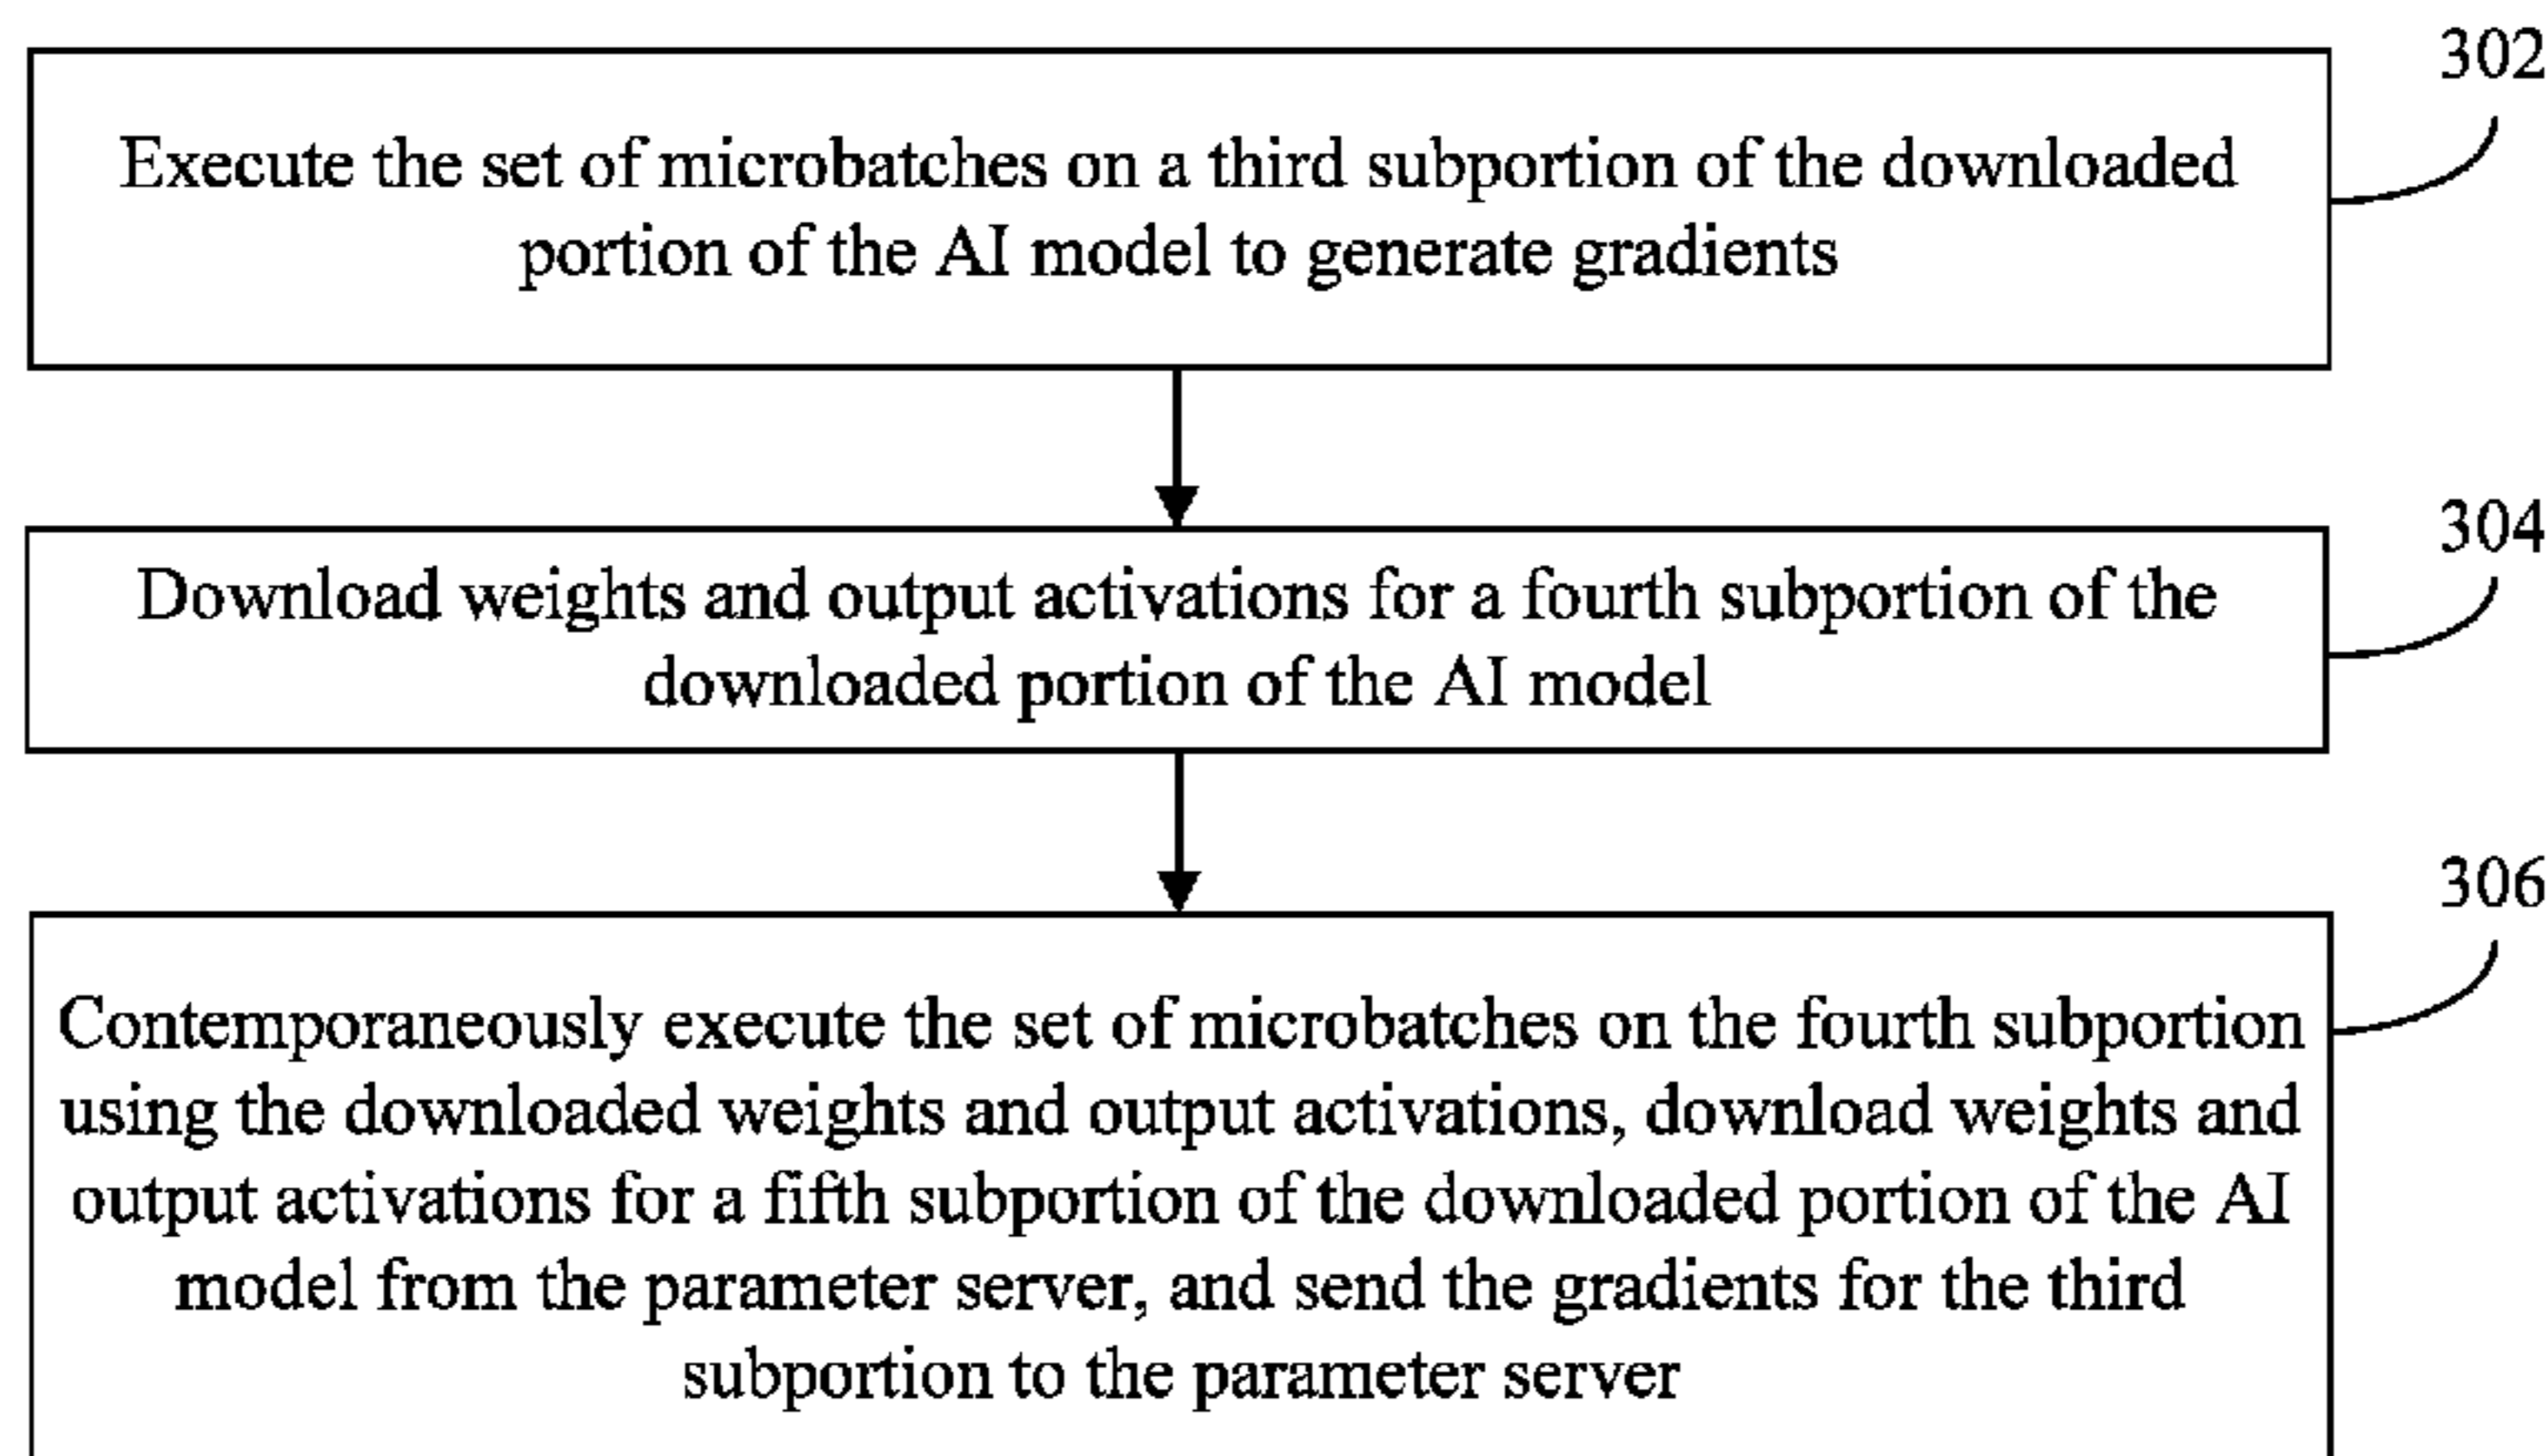 302
Execute the set of microbatches on a third subportion of the downloaded
portion of the AI model to generate gradients
304
Download weights and output activations for a fourth subportion of the
downloaded portion of the AI model
306
Contemporaneously execute the set of microbatches on the fourth subportion
using the downloaded weights and output activations, download weights and
output activations for a fifth subportion of the downloaded portion of the AI
model from the parameter server, and send the gradients for the third
subportion to the parameter server